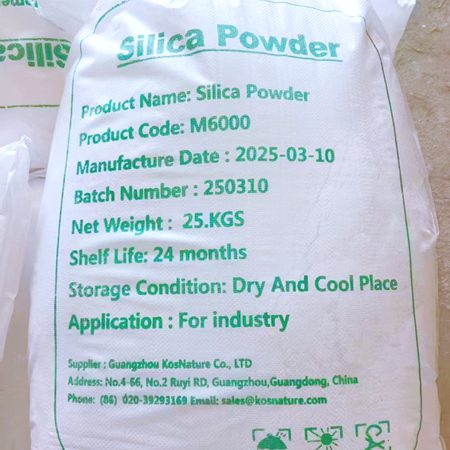 Silica Powder
Product Name: Silica Powder
Product Code: M6000
Manufacture Date : 2025-03-10
Batch Number : 250310
Net Weight : 25.KGS
Shelf Life: 24 months
Storage Condition: Dry And Cool Place
Application : For industry
Supplier : Guangzhou KosNature Co., LTD
Address: No.4-66, No.2 Ruyi RD, Guangzhou,Guangdong, China
Phone: (86) 020-39293169 Email: sales@kosnature.com
Silica